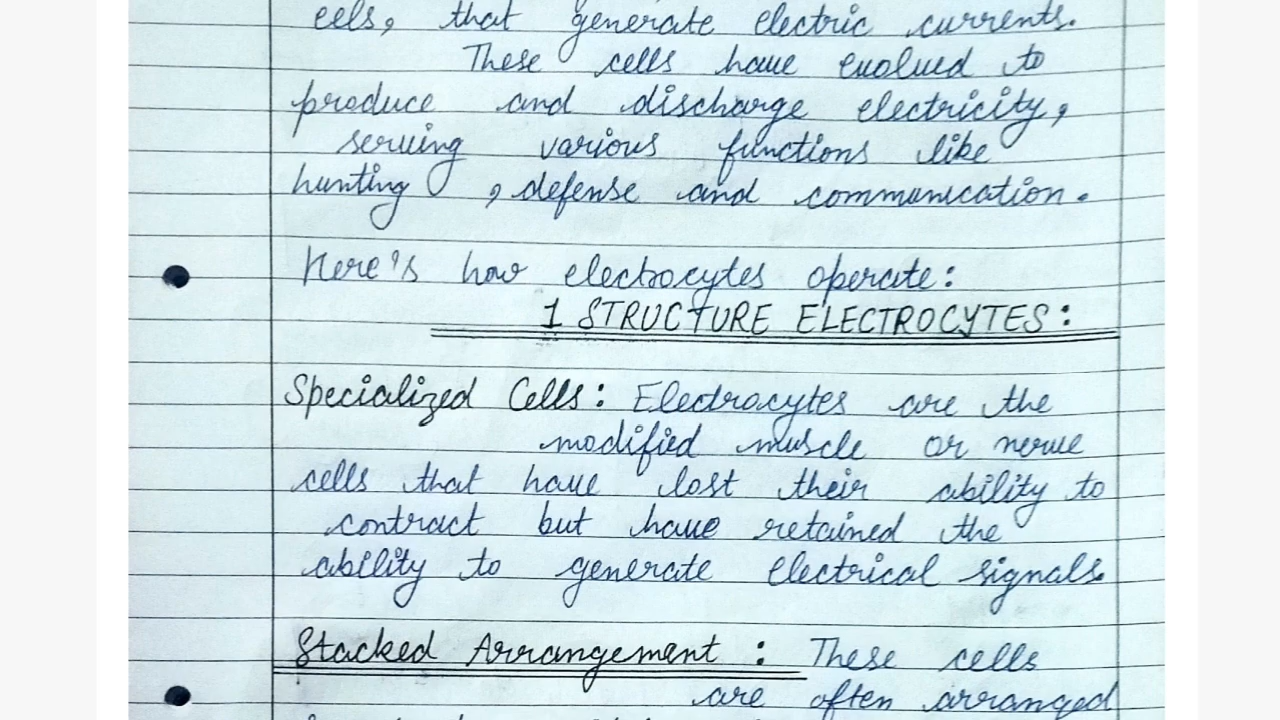 eels, that generate electric currents.
These cells have evolved to
produce and discharge electricity,
serving various functions like
hunting , defense and communication.
Here's how electrocytes operate:
1 STRUCTURE ELECTROCYTES:
Specialized Cells: Electrocytes are the
modified muscle or nerve
cells that have lost their ability to
contract but have retained the
ability to generate electrical signals.
Stacked Arrangement : These cells
are often arranged